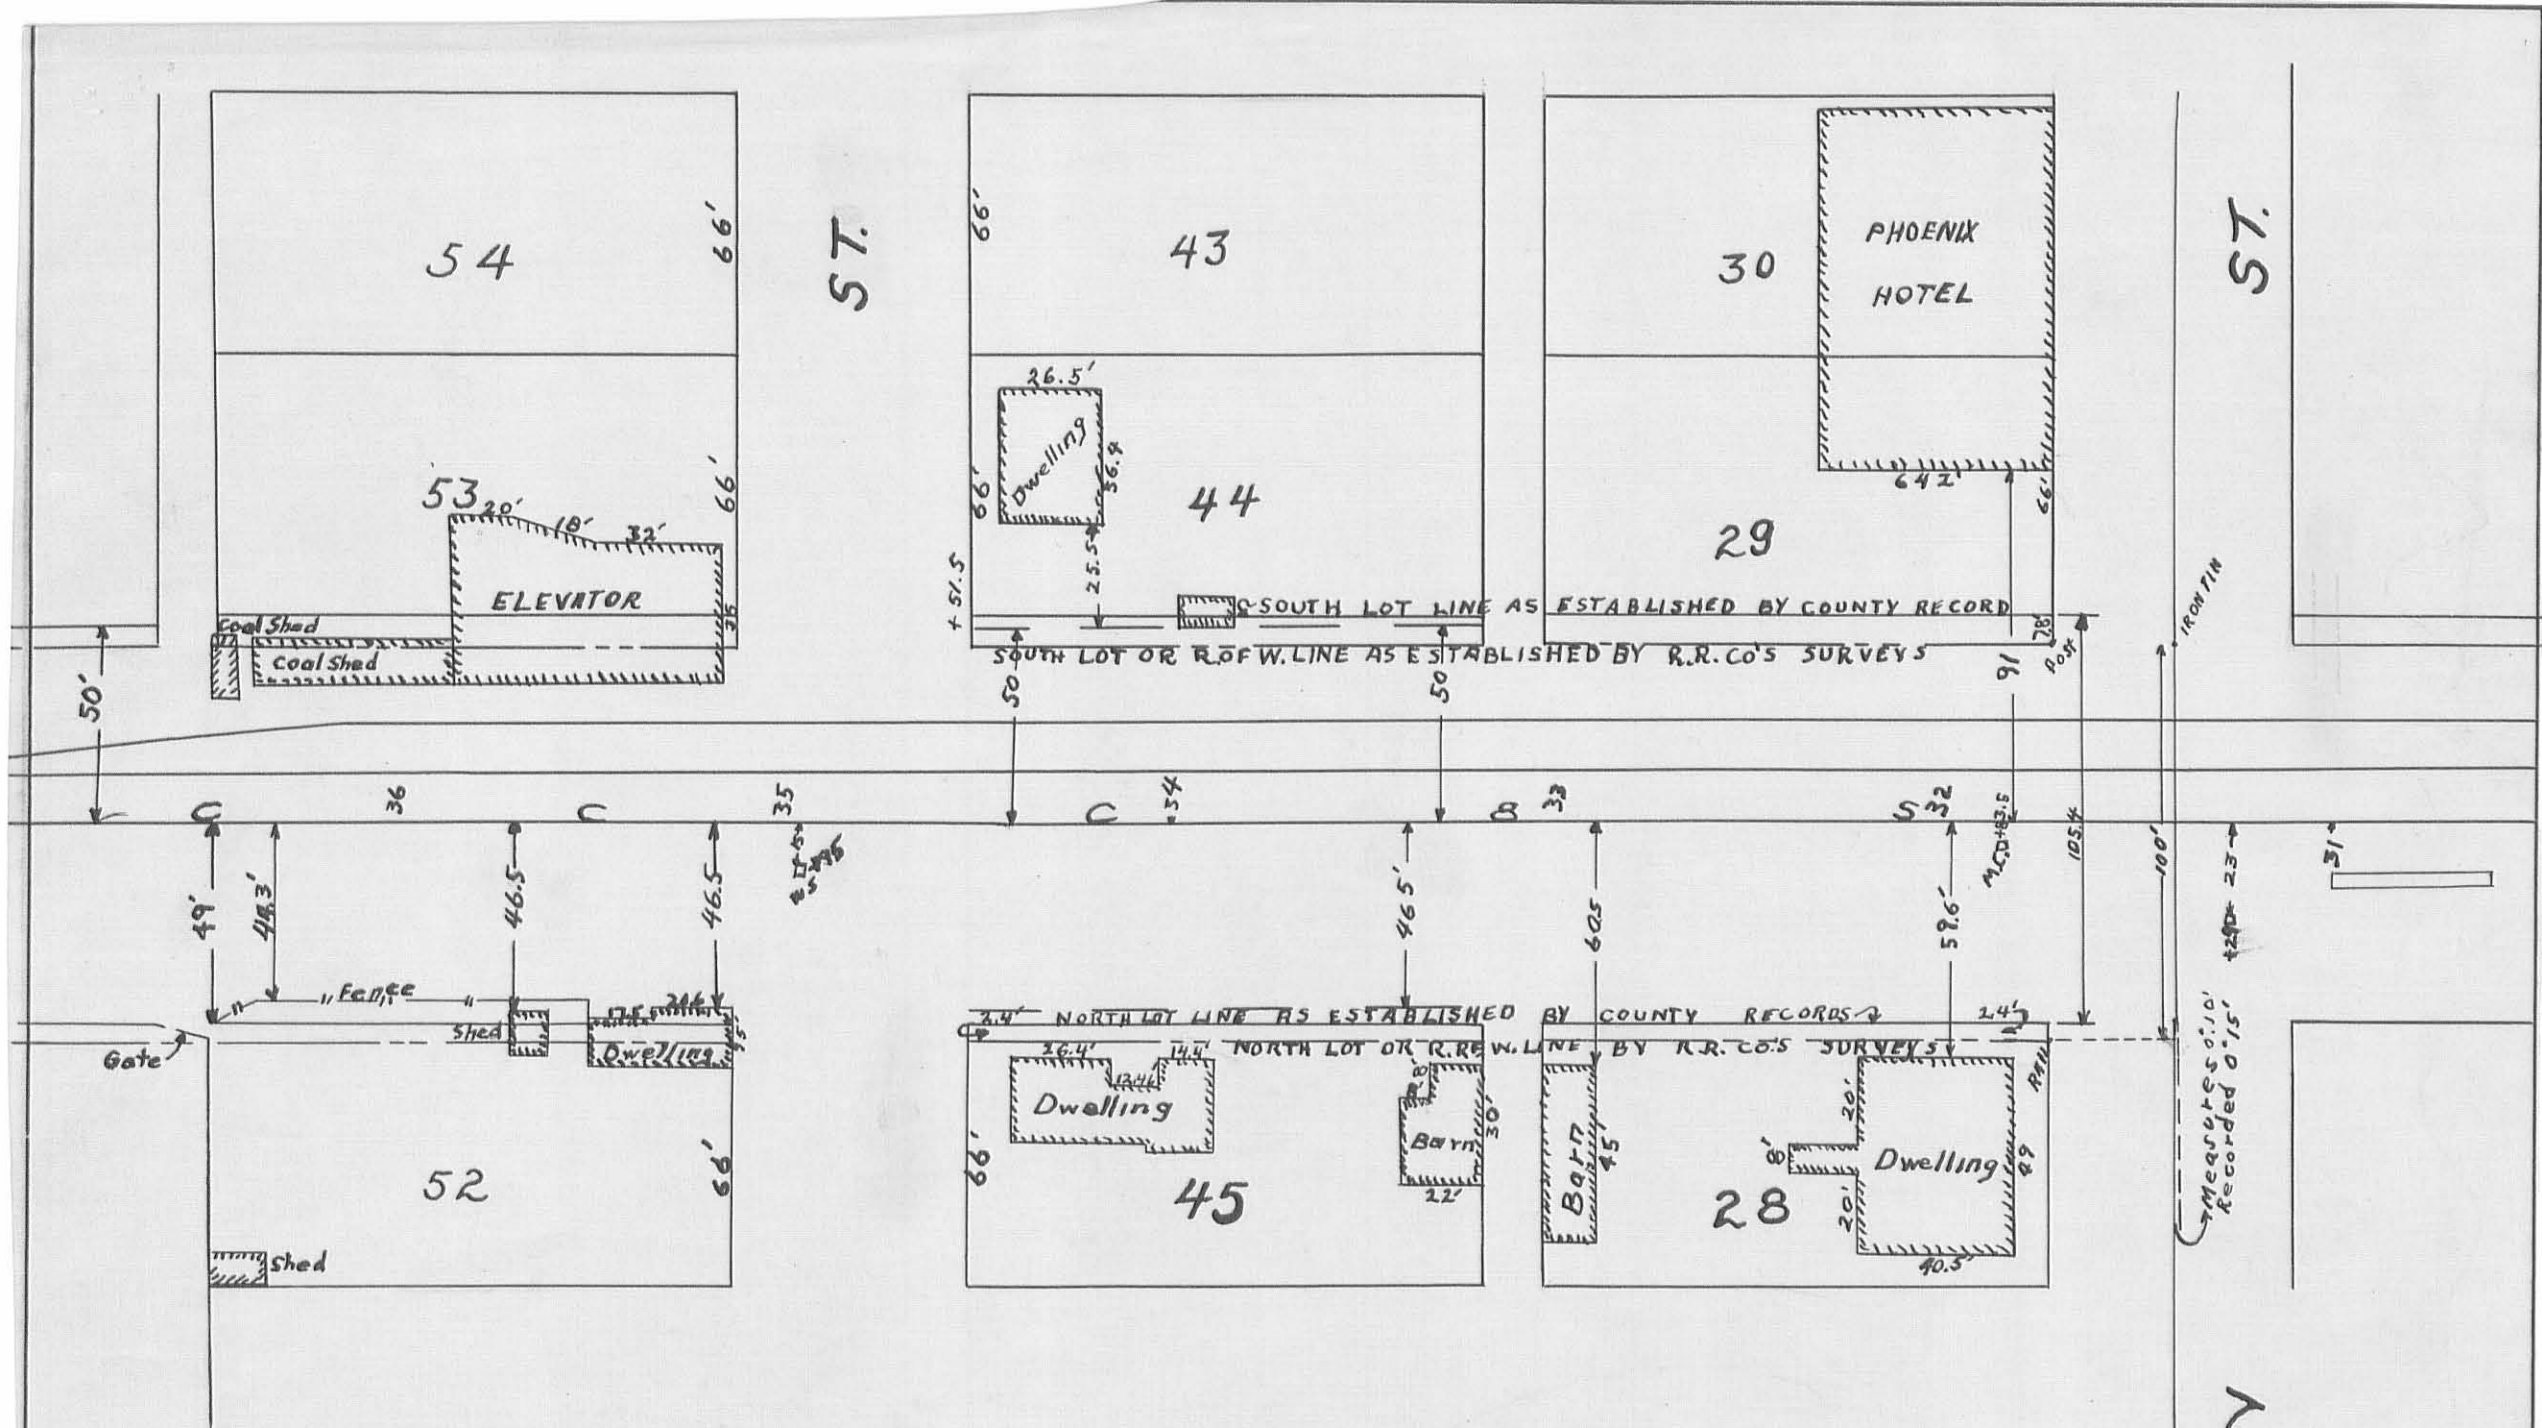 54
66'
ST.
66'
43
30
PHOENIX
HOTEL
ST.
53
20'
18'
32'
66'
ELEVATOR
35
Coal Shed
Coal Shed
50'
26.5'
Dwelling
36.4
66'
44
25.5
+ 51.5
29
64 2'
66'
SOUTH LOT LINE AS ESTABLISHED BY COUNTY RECORD
SOUTH LOT OR R.OF W. LINE AS ESTABLISHED BY R.R. CO'S SURVEYS
50
50
91
7.8'
Post
IRON PIN
C
36
C
35
C
34
B
33
S
32
31
105.4
100'
49'
46.5
46.5
46 5'
60.5
59.6'
23
Fence
Gate
Shed
Dwelling
2.4'
NORTH LOT LINE AS ESTABLISHED BY COUNTY RECORDS
2.4'
NORTH LOT OR R.R. W. LINE BY R.R. CO'S SURVEYS
RAIL
26.4'
14.4'
Dwelling
8'
Barn
30'
22'
Barn
45
20'
8'
20'
Dwelling
49
40.5
52
66'
66'
45
28
Shed
Measures 0.10'
Recorded 0.15'
Y